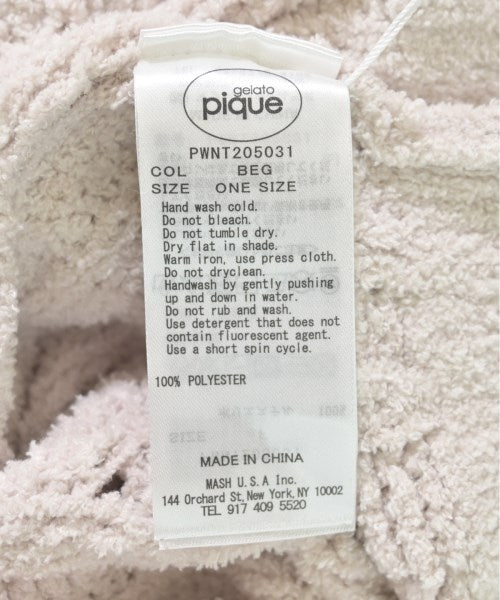 gelato
pique
PWNT205031
COL BEG
SIZE ONE SIZE
Hand wash cold.
Do not bleach.
Do not tumble dry.
Dry flat in shade.
Warm iron, use press cloth.
Do not dryclean.
Handwash by gently pushing
up and down in water.
Do not rub and wash.
Use detergent that does not
contain fluorescent agent.
Use a short spin cycle.
100% POLYESTER
MADE IN CHINA
MASH U.S.A Inc.
144 Orchard St, New York, NY 10002
TEL 917 409 5520